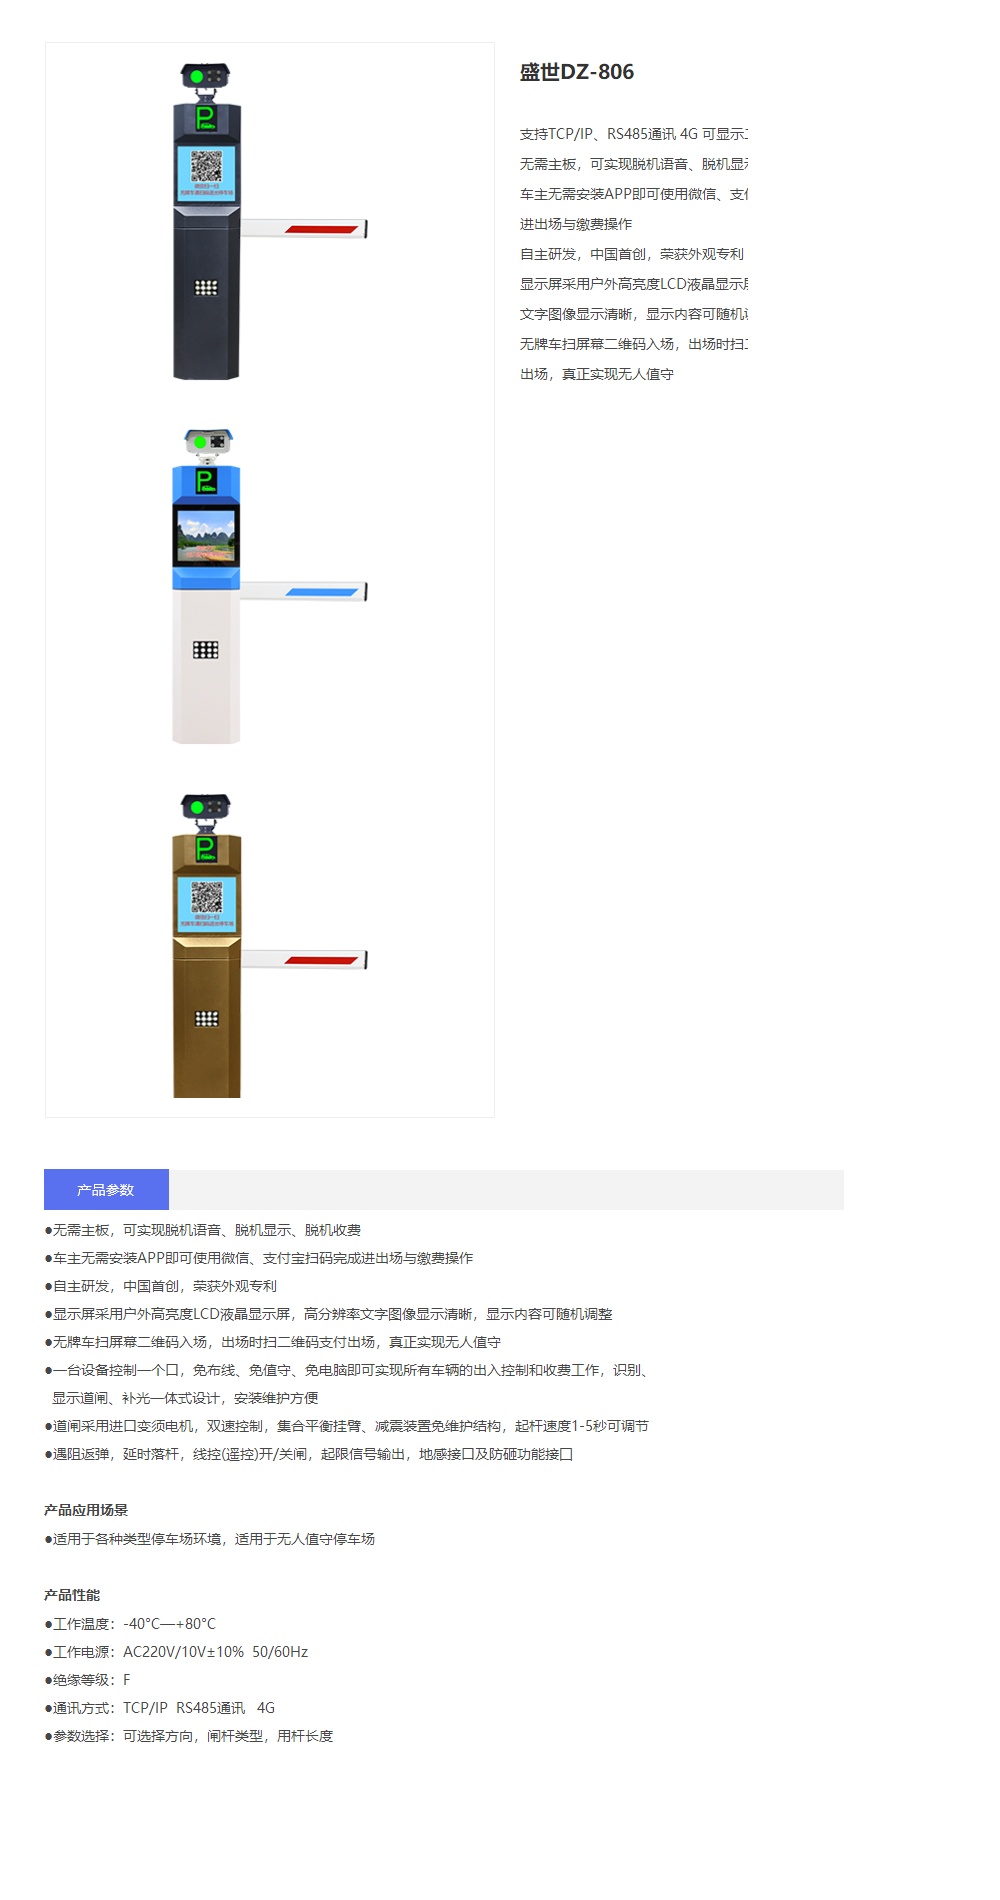 盛世DZ-806
支持TCP/IP、RS485通讯 4G 可显示
无需主板，可实现脱机语音、脱机显
车主无需安装APP即可使用微信、支
进出场与缴费操作
自主研发，中国首创，荣获外观专利
显示屏采用户外高亮度LCD液晶显示
文字图像显示清晰，显示内容可随机
无牌车扫屏幕二维码入场，出场时扫
出场，真正实现无人值守
P
P
P
产品参数
●无需主板，可实现脱机语音、脱机显示、脱机收费
●车主无需安装APP即可使用微信、支付宝扫码完成进出场与缴费操作
●自主研发，中国首创，荣获外观专利
●显示屏采用户外高亮度LCD液晶显示屏，高分辨率文字图像显示清晰，显示内容可随机调整
●无牌车扫屏幕二维码入场，出场时扫二维码支付出场，真正实现无人值守
●一台设备控制一个口，免布线、免值守、免电脑即可实现所有车辆的出入控制和收费工作，识别、
显示道闸、补光一体式设计，安装维护方便
●道闸采用进口变须电机，双速控制，集合平衡挂臂、减震装置免维护结构，起杆速度1-5秒可调节
●遇阻返弹，延时落杆，线控(遥控)开/关闸，起限信号输出，地感接口及防砸功能接口
产品应用场景
●适用于各种类型停车场环境，适用于无人值守停车场
产品性能
●工作温度：-40°C—+80°C
●工作电源：AC220V/10V±10% 50/60Hz
●绝缘等级：F
●通讯方式：TCP/IP RS485通讯 4G
●参数选择：可选择方向，闸杆类型，用杆长度